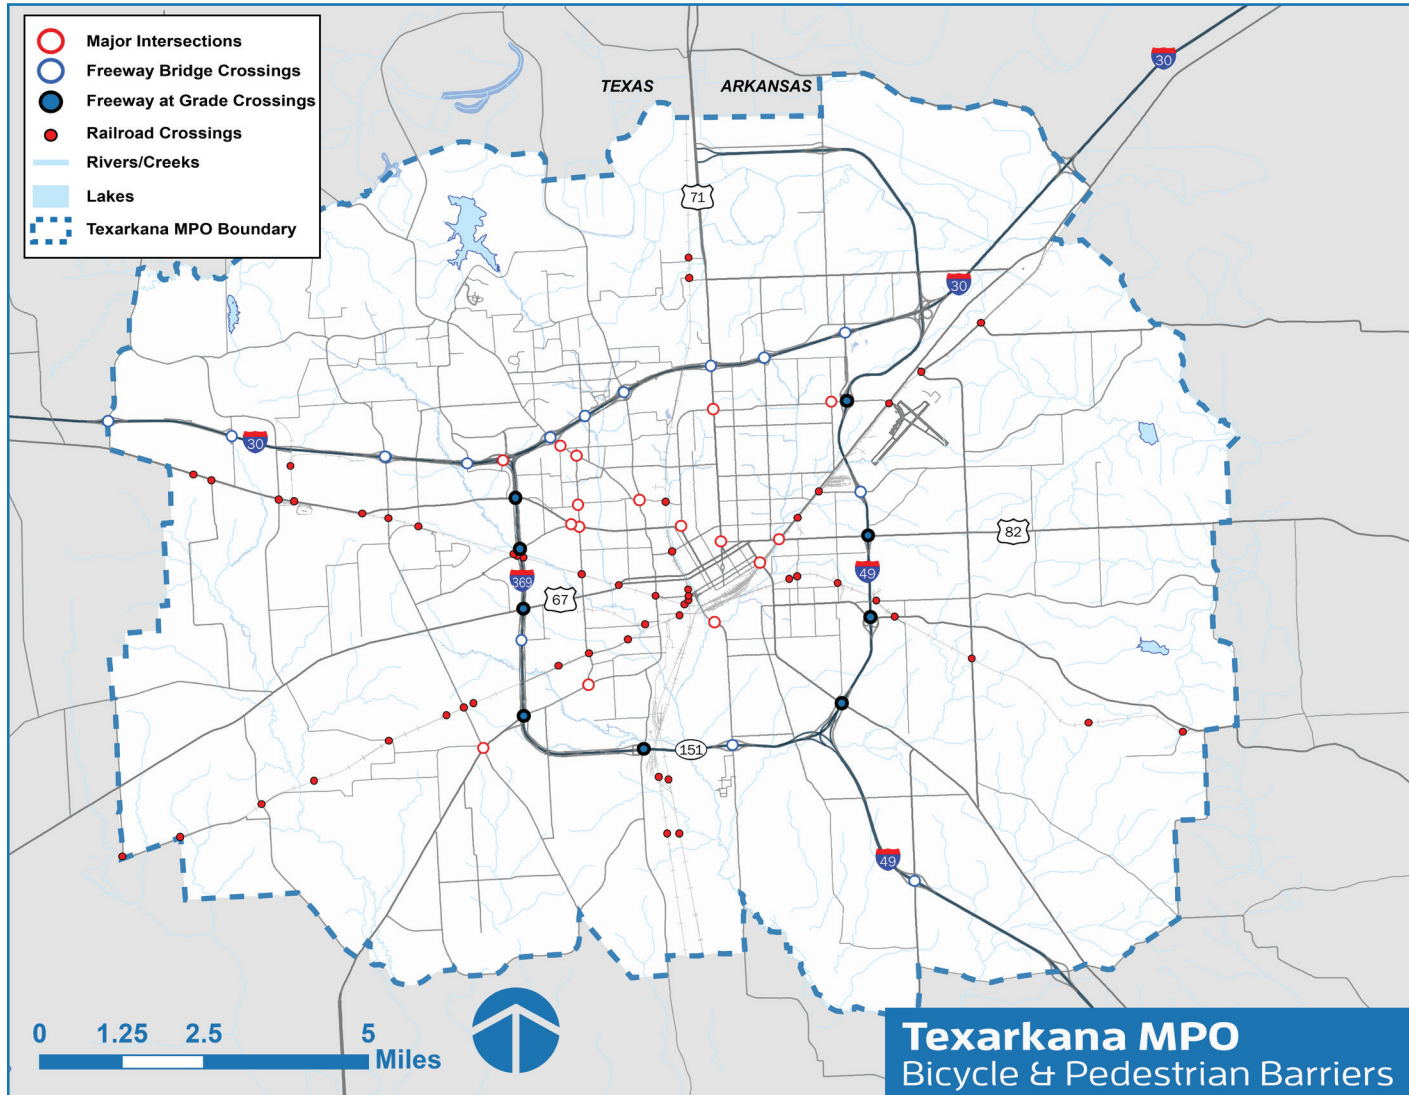 Major Intersections
Freeway Bridge Crossings
Freeway at Grade Crossings
Railroad Crossings
Rivers/Creeks
Lakes
Texarkana MPO Boundary
TEXAS ARKANSAS
30
71
30
30
82
369
49
67
151
49
0 1.25 2.5 5
Miles
Texarkana MPO
Bicycle & Pedestrian Barriers